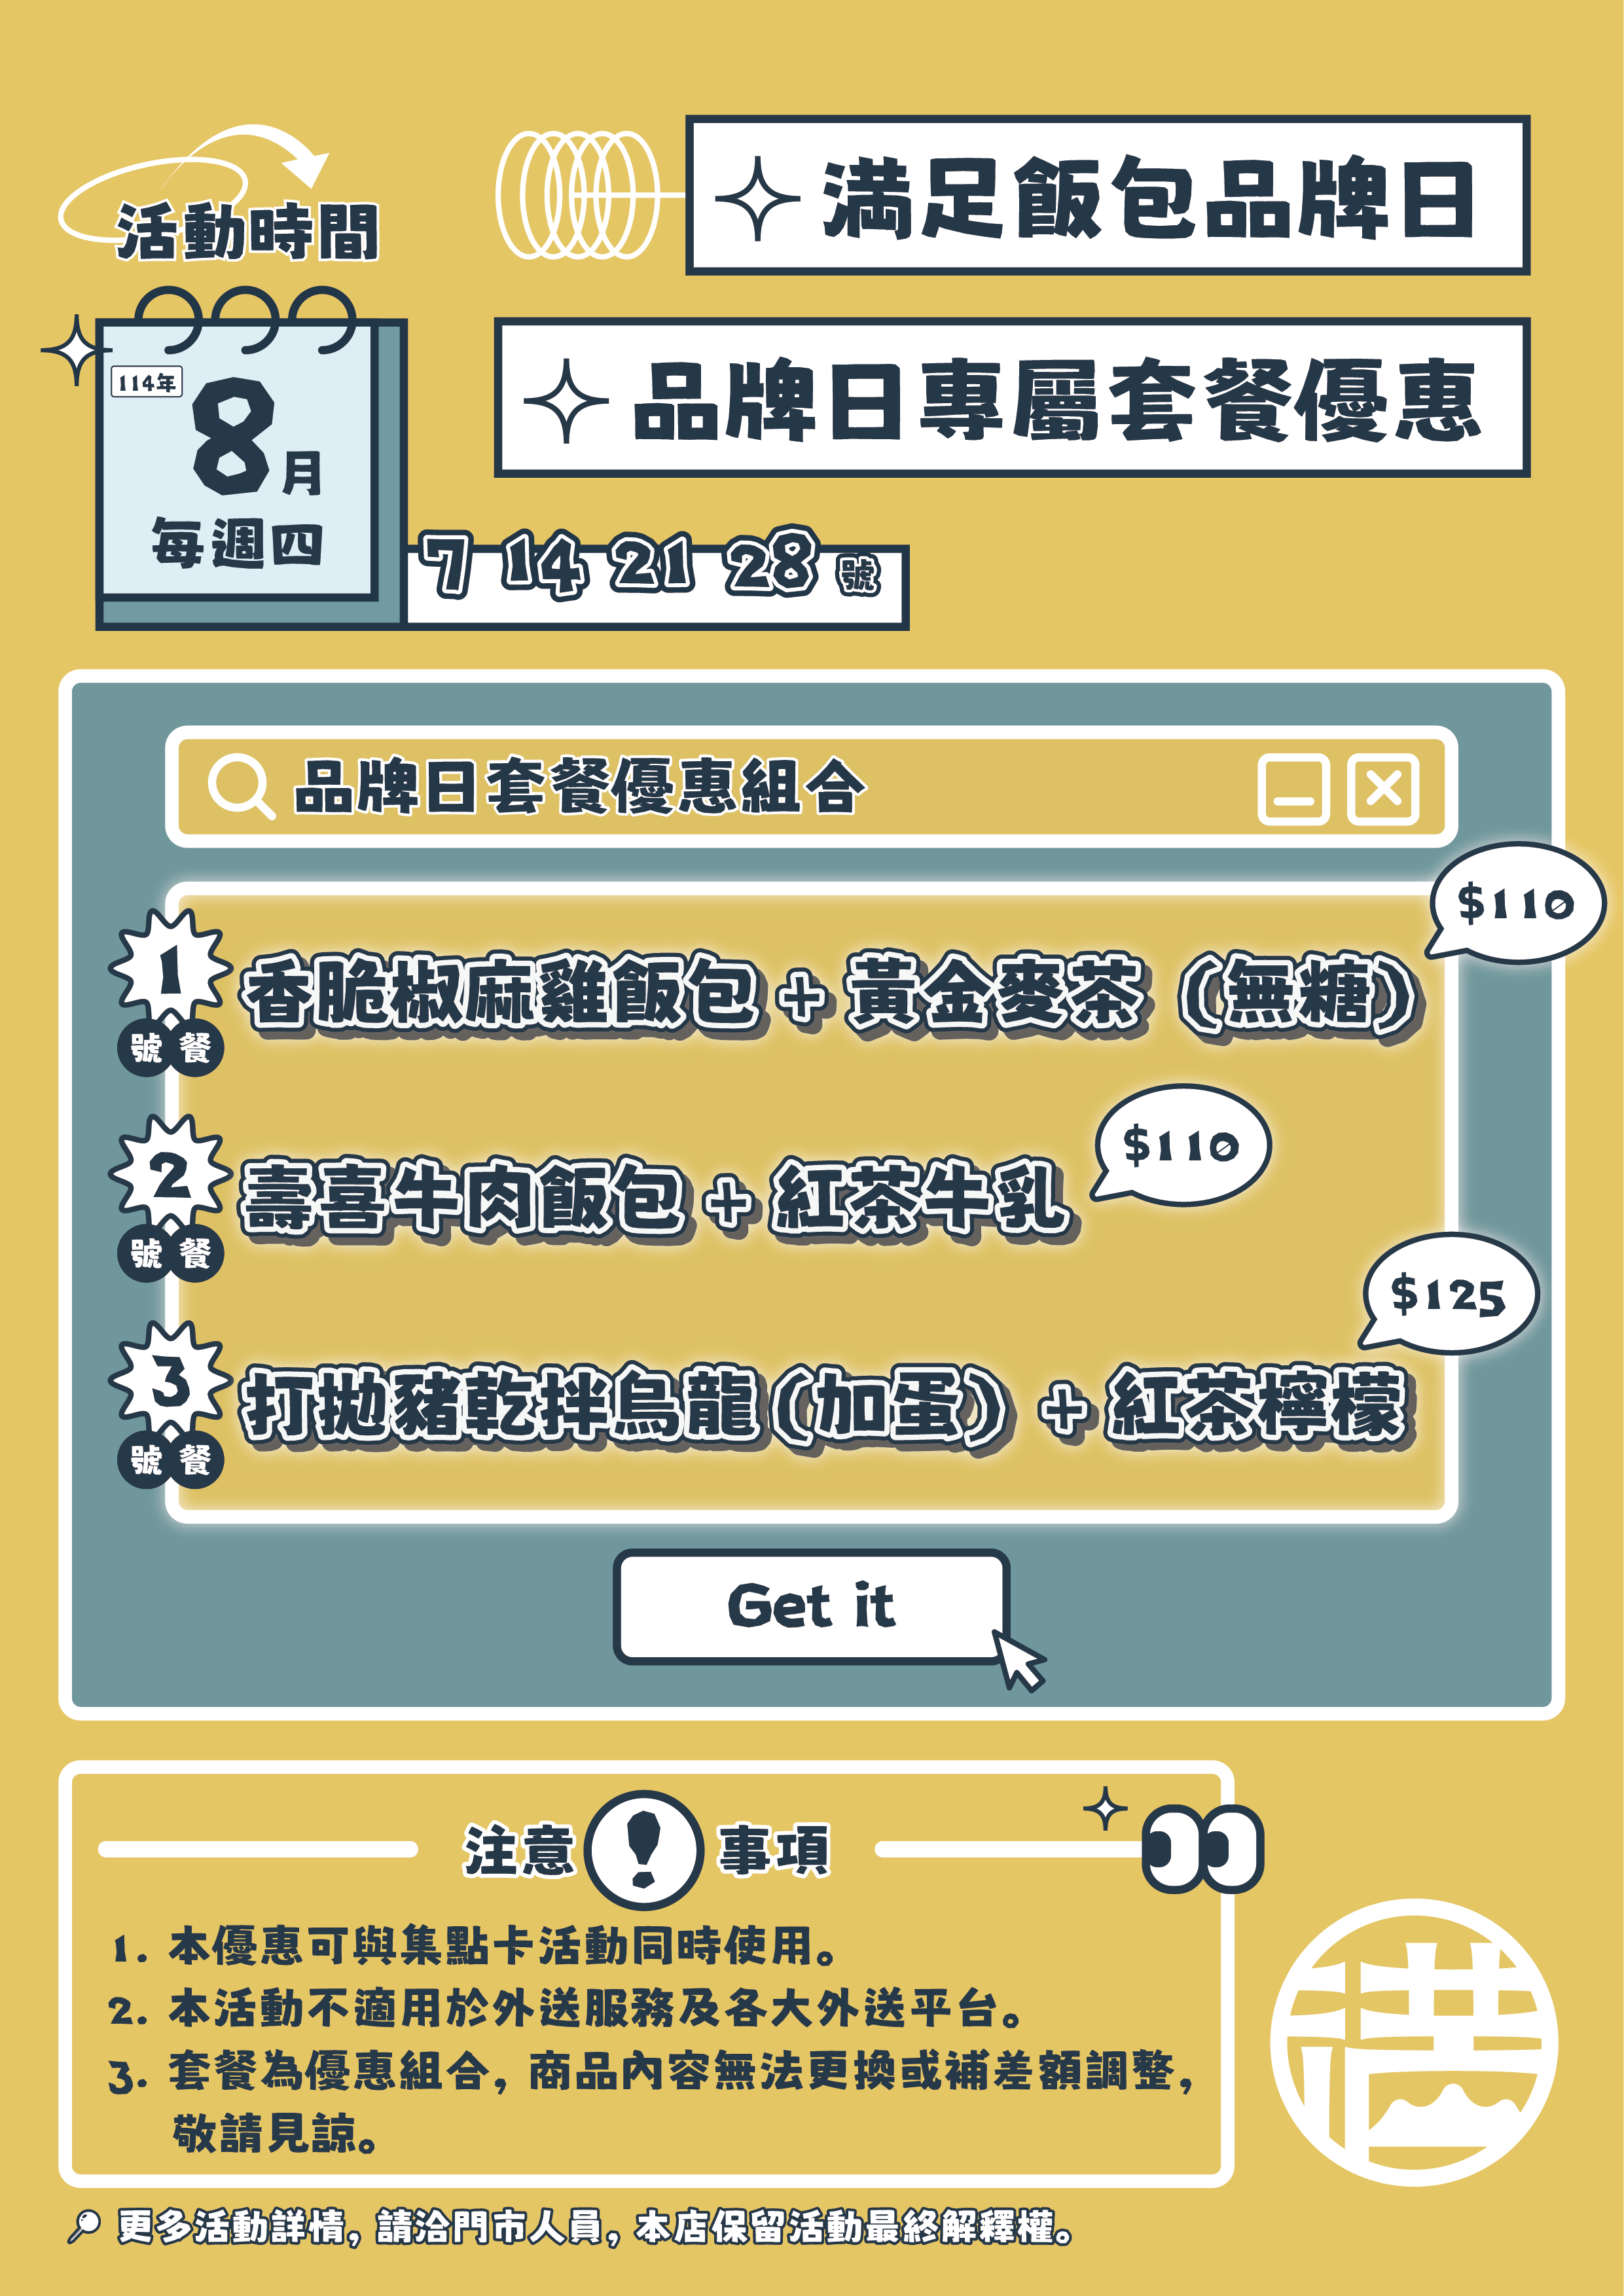 活動時間
満足飯包品牌日
品牌日專屬套餐優惠
114年
8月
每週四
7 14 21 28 號
品牌日套餐優惠組合
$110
1號餐
香脆椒麻雞飯包 + 黃金麥茶 (無糖)
$110
2號餐
壽喜牛肉飯包 + 紅茶牛乳
$125
3號餐
打拋豬乾拌烏龍(加蛋) + 紅茶檸檬
Get it
注意!事項
1. 本優惠可與集點卡活動同時使用。
2. 本活動不適用於外送服務及各大外送平台。
3. 套餐為優惠組合，商品內容無法更換或補差額調整，
敬請見諒。
更多活動詳情，請洽門市人員，本店保留活動最終解釋權。
満